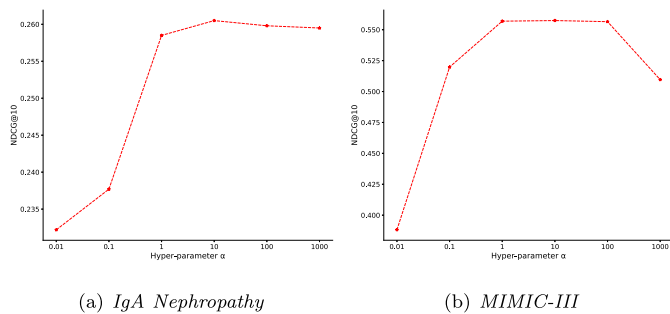 0.260
0.255
0.250
0.245
0.240
0.235
NDCG@10
0.01 0.1 1 10 100 1000
Hyper-parameter α
(a) IgA Nephropathy
0.550
0.525
0.500
0.475
0.450
0.425
0.400
NDCG@10
0.01 0.1 1 10 100 1000
Hyper-parameter α
(b) MIMIC-III